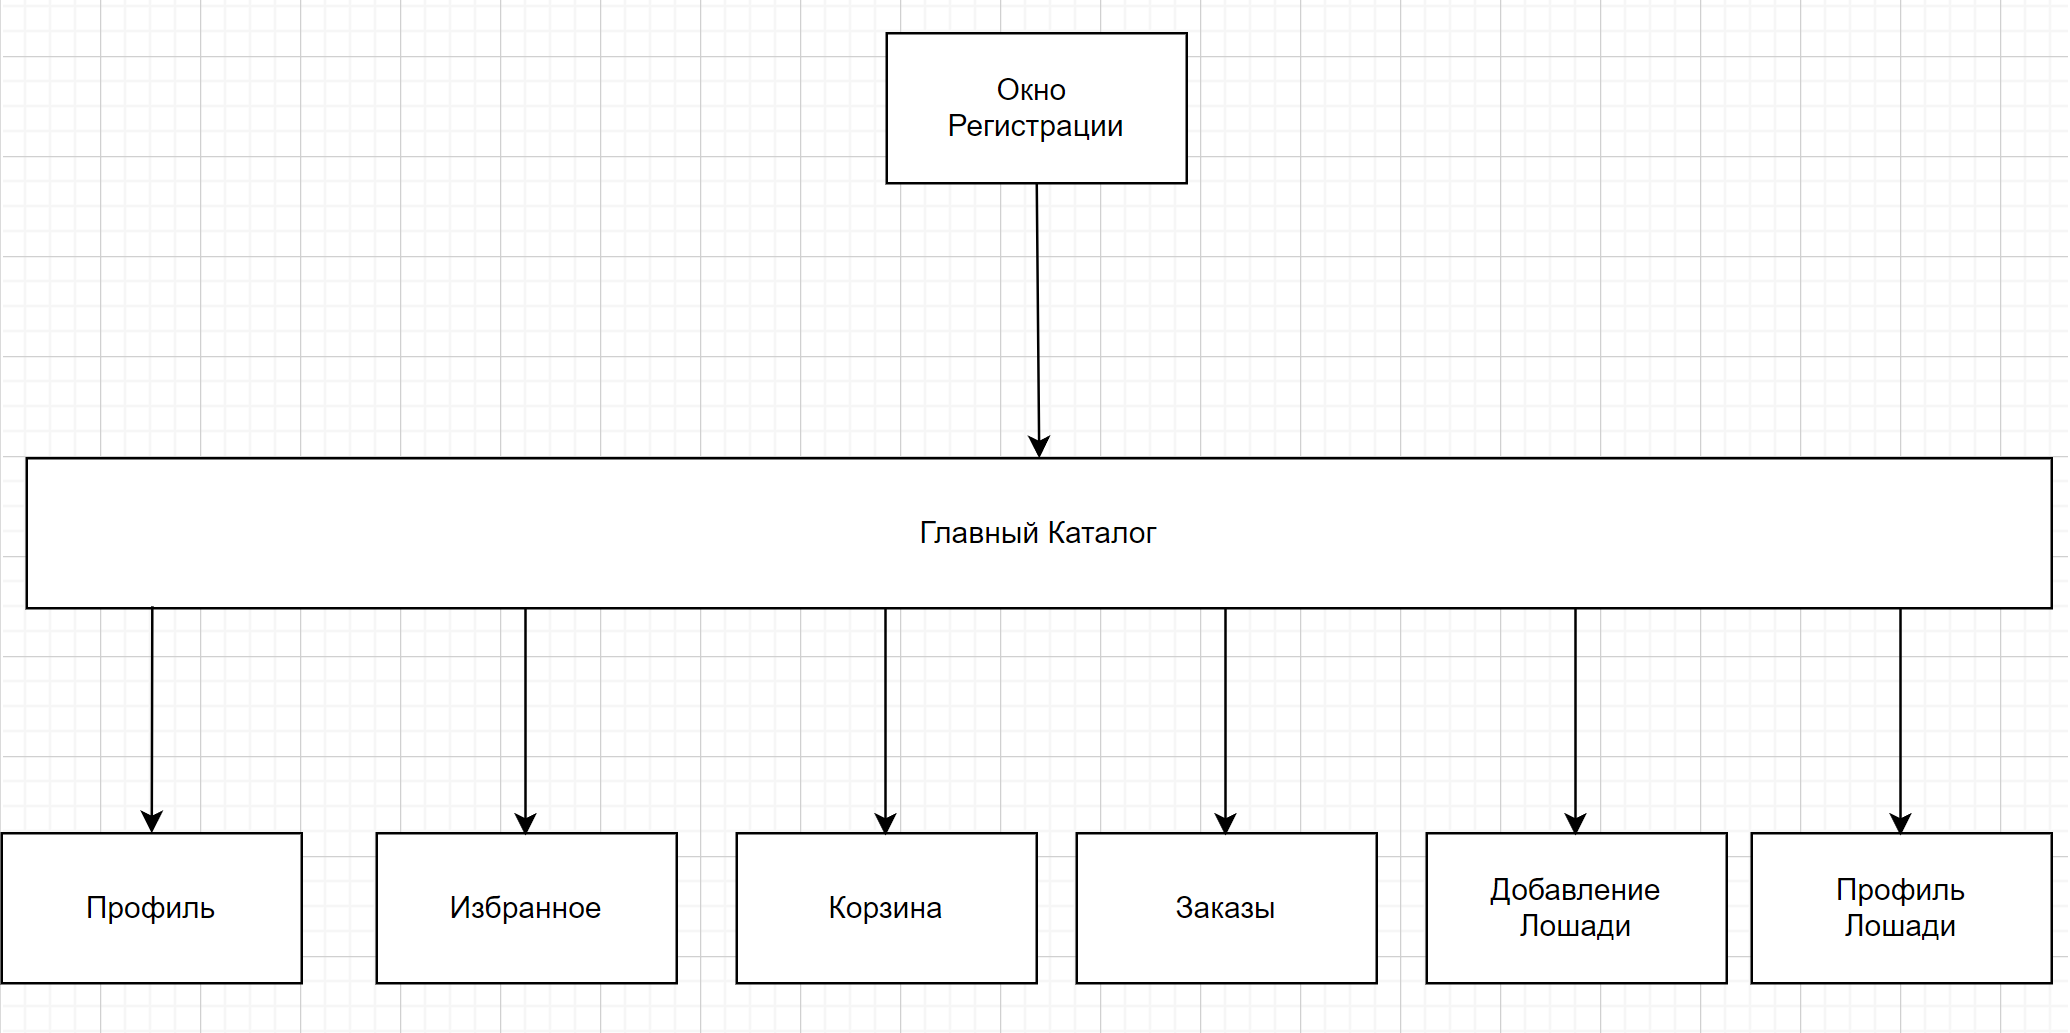 Окно
Регистрации
Главный Каталог
Профиль
Избранное
Корзина
Заказы
Добавление
Лошади
Профиль
Лошади